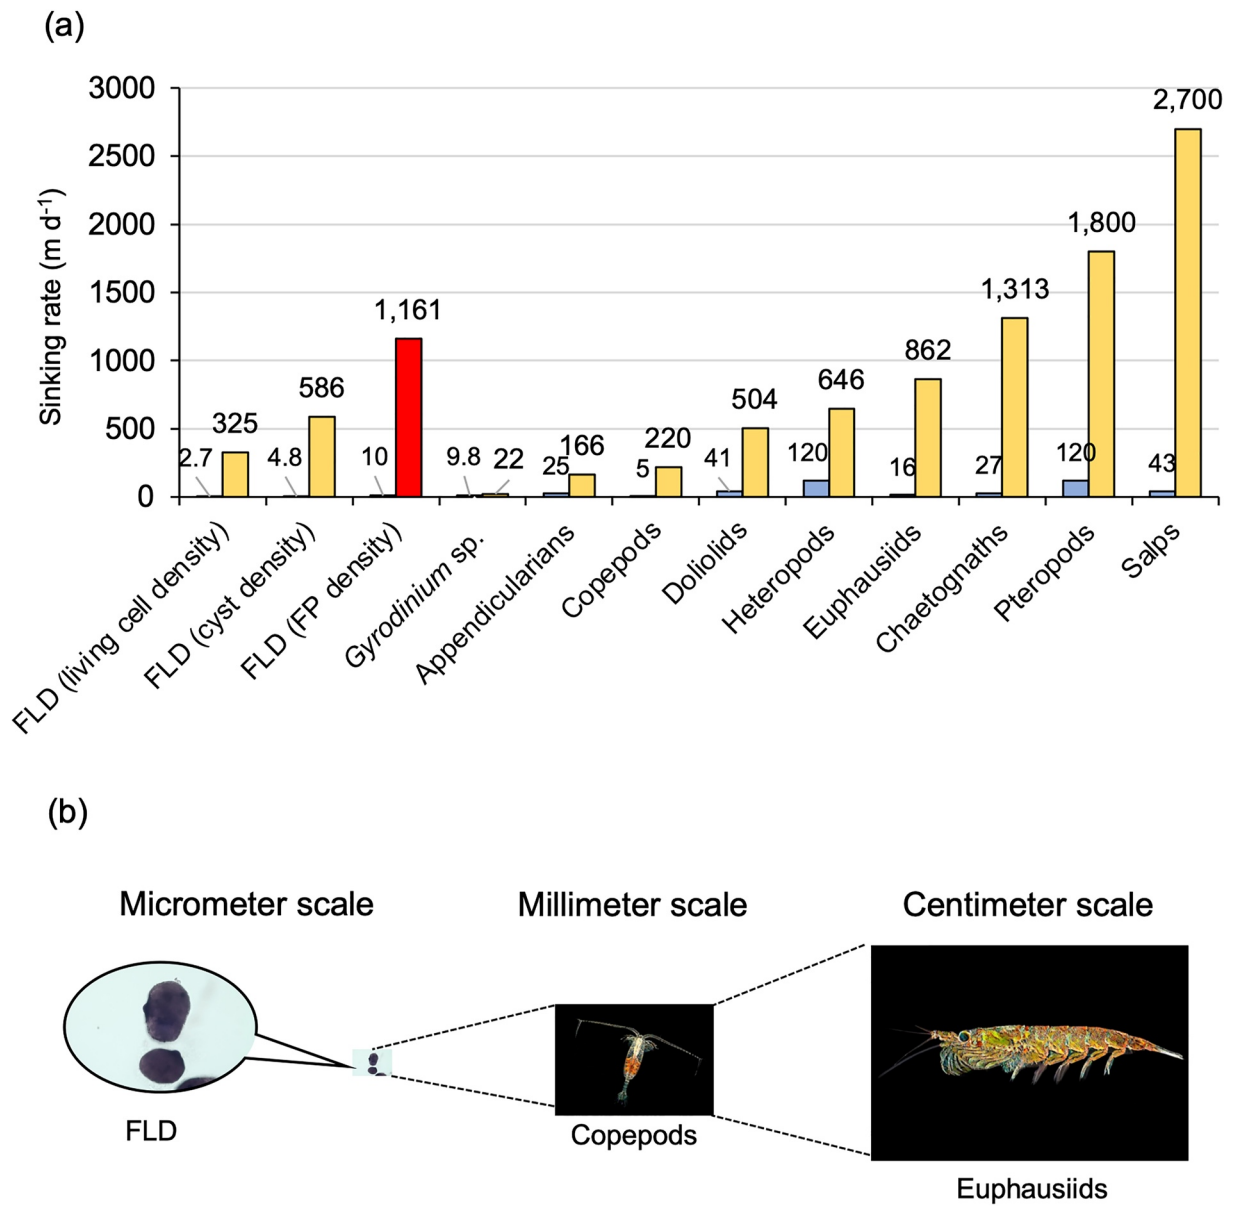 (a)
Sinking rate (m d-1)
3000
2500
2000
1500
1000
500
0
2.7
325
4.8
586
10
1,161
9.8
22
25
166
5
220
41
504
120
646
16
862
27
1,313
120
1,800
43
2,700
FLD (living cell density)
FLD (cyst density)
FLD (FP density)
Gyrodinium sp.
Appendicularians
Copepods
Doliolids
Heteropods
Euphausiids
Chaetognaths
Pteropods
Salps
(b)
Micrometer scale
Millimeter scale
Centimeter scale
FLD
Copepods
Euphausiids